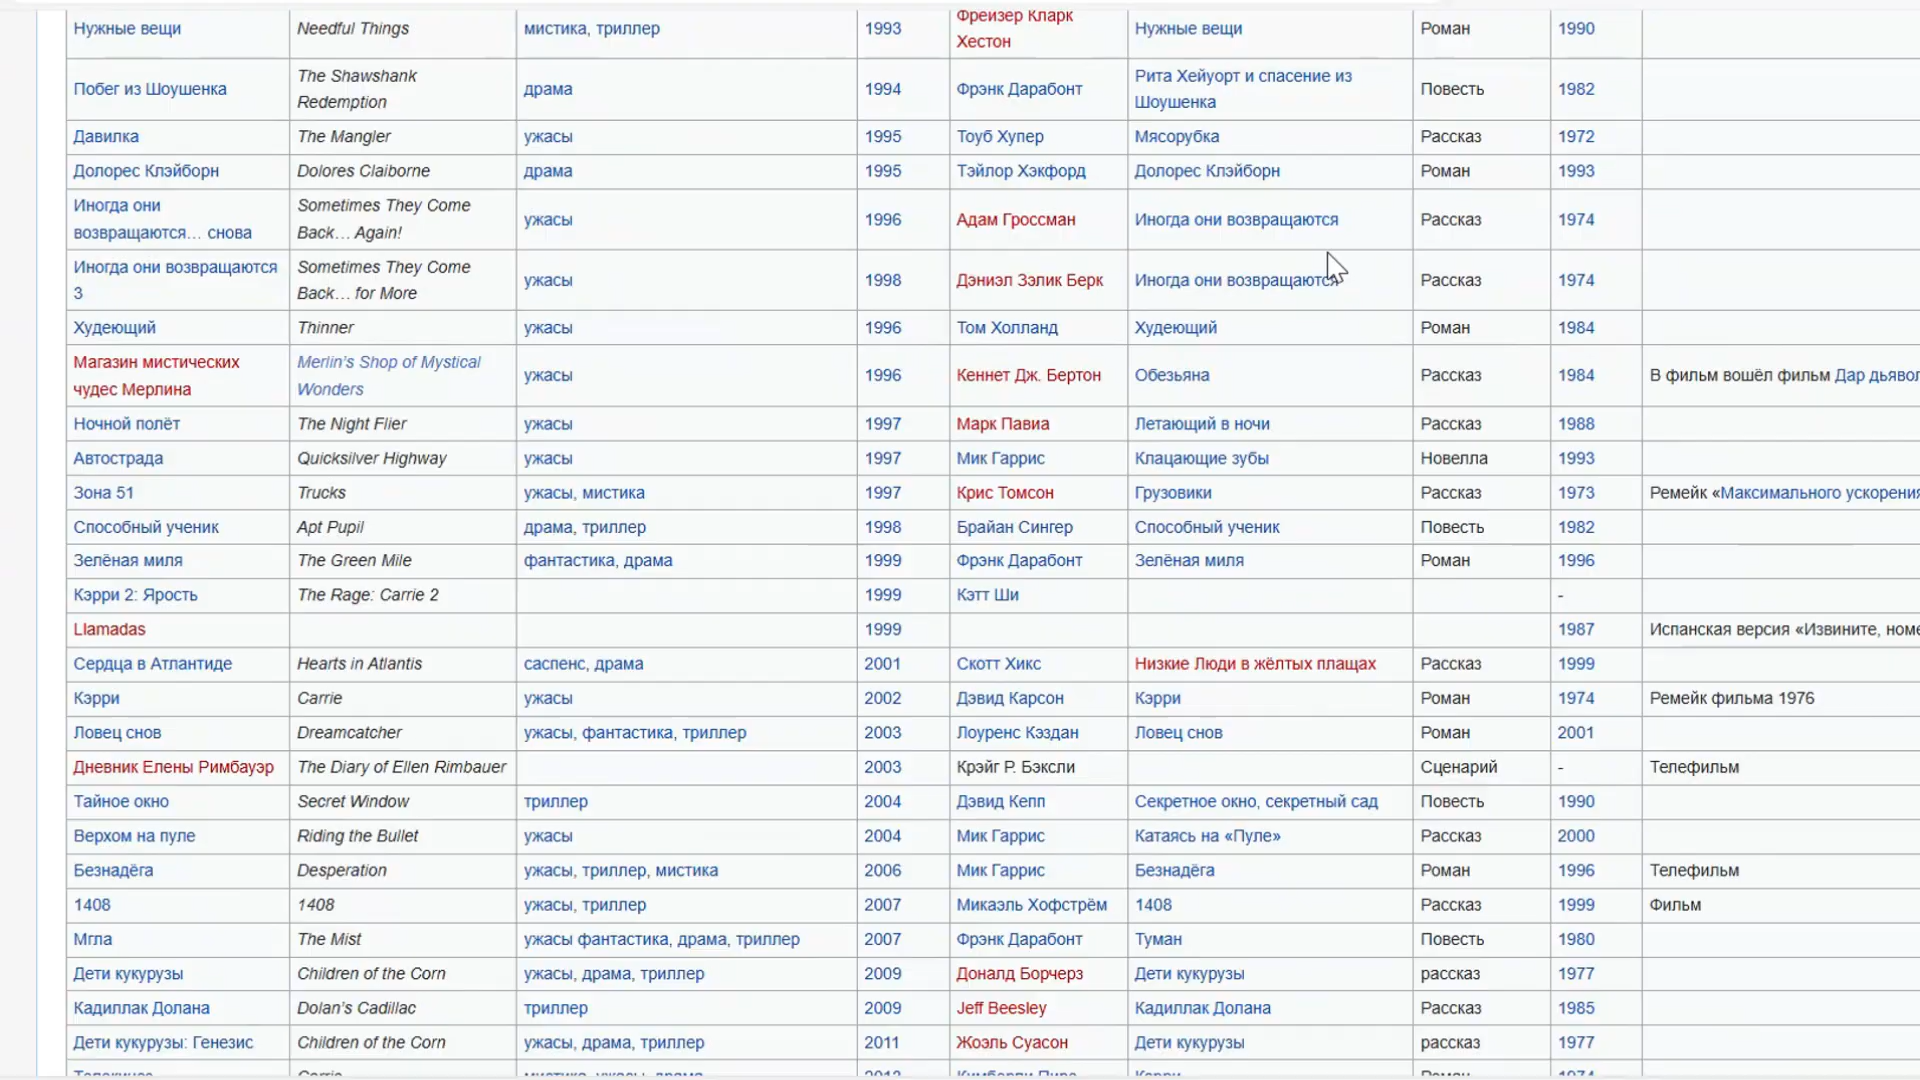 Нужные вещи Needful Things мистика, триллер 1993 Фрейзер Кларк Хестон Нужные вещи Роман 1990
Побег из Шоушенка The Shawshank Redemption драма 1994 Фрэнк Дарабонт Рита Хейуорт и спасение из Шоушенка Повесть 1982
Давилка The Mangler ужасы 1995 Тоуб Хупер Мясорубка Рассказ 1972
Долорес Клэйборн Dolores Claiborne драма 1995 Тэйлор Хэкфорд Долорес Клэйборн Роман 1993
Иногда они возвращаются… снова Sometimes They Come Back… Again! ужасы 1996 Адам Гроссман Иногда они возвращаются Рассказ 1974
Иногда они возвращаются 3 Sometimes They Come Back… for More ужасы 1998 Дэниэл Зэлик Берк Иногда они возвращаются Рассказ 1974
Худеющий Thinner ужасы 1996 Том Холланд Худеющий Роман 1984
Магазин мистических чудес Мерлина Merlin's Shop of Mystical Wonders ужасы 1996 Кеннет Дж. Бертон Обезьяна Рассказ 1984 В фильм вошёл фильм Дар дьявол
Ночной полёт The Night Flier ужасы 1997 Марк Павиа Летающий в ночи Рассказ 1988
Автострада Quicksilver Highway ужасы 1997 Мик Гаррис Клацающие зубы Новелла 1993
Зона 51 Trucks ужасы, мистика 1997 Крис Томсон Грузовики Рассказ 1973 Ремейк «Максимального ускорения
Способный ученик Apt Pupil драма, триллер 1998 Брайан Сингер Способный ученик Повесть 1982
Зелёная миля The Green Mile фантастика, драма 1999 Фрэнк Дарабонт Зелёная миля Роман 1996
Кэрри 2: Ярость The Rage: Carrie 2 1999 Кэтт Ши -
Llamadas 1999 1987 Испанская версия «Извините, номе
Сердца в Атлантиде Hearts in Atlantis саспенс, драма 2001 Скотт Хикс Низкие Люди в жёлтых плащах Рассказ 1999
Кэрри Carrie ужасы 2002 Дэвид Карсон Кэрри Роман 1974 Ремейк фильма 1976
Ловец снов Dreamcatcher ужасы, фантастика, триллер 2003 Лоуренс Кэздан Ловец снов Роман 2001
Дневник Елены Римбауэр The Diary of Ellen Rimbauer 2003 Крэйг Р. Бэксли Сценарий - Телефильм
Тайное окно Secret Window триллер 2004 Дэвид Кепп Секретное окно, секретный сад Повесть 1990
Верхом на пуле Riding the Bullet ужасы 2004 Мик Гаррис Катаясь на «Пуле» Рассказ 2000
Безнадёга Desperation ужасы, триллер, мистика 2006 Мик Гаррис Безнадёга Роман 1996 Телефильм
1408 1408 ужасы, триллер 2007 Микаэль Хофстрём 1408 Рассказ 1999 Фильм
Мгла The Mist ужасы фантастика, драма, триллер 2007 Фрэнк Дарабонт Туман Повесть 1980
Дети кукурузы Children of the Corn ужасы, драма, триллер 2009 Доналд Борчерз Дети кукурузы рассказ 1977
Кадиллак Долана Dolan's Cadillac триллер 2009 Jeff Beesley Кадиллак Долана Рассказ 1985
Дети кукурузы: Генезис Children of the Corn ужасы, драма, триллер 2011 Жоэль Суасон Дети кукурузы рассказ 1977